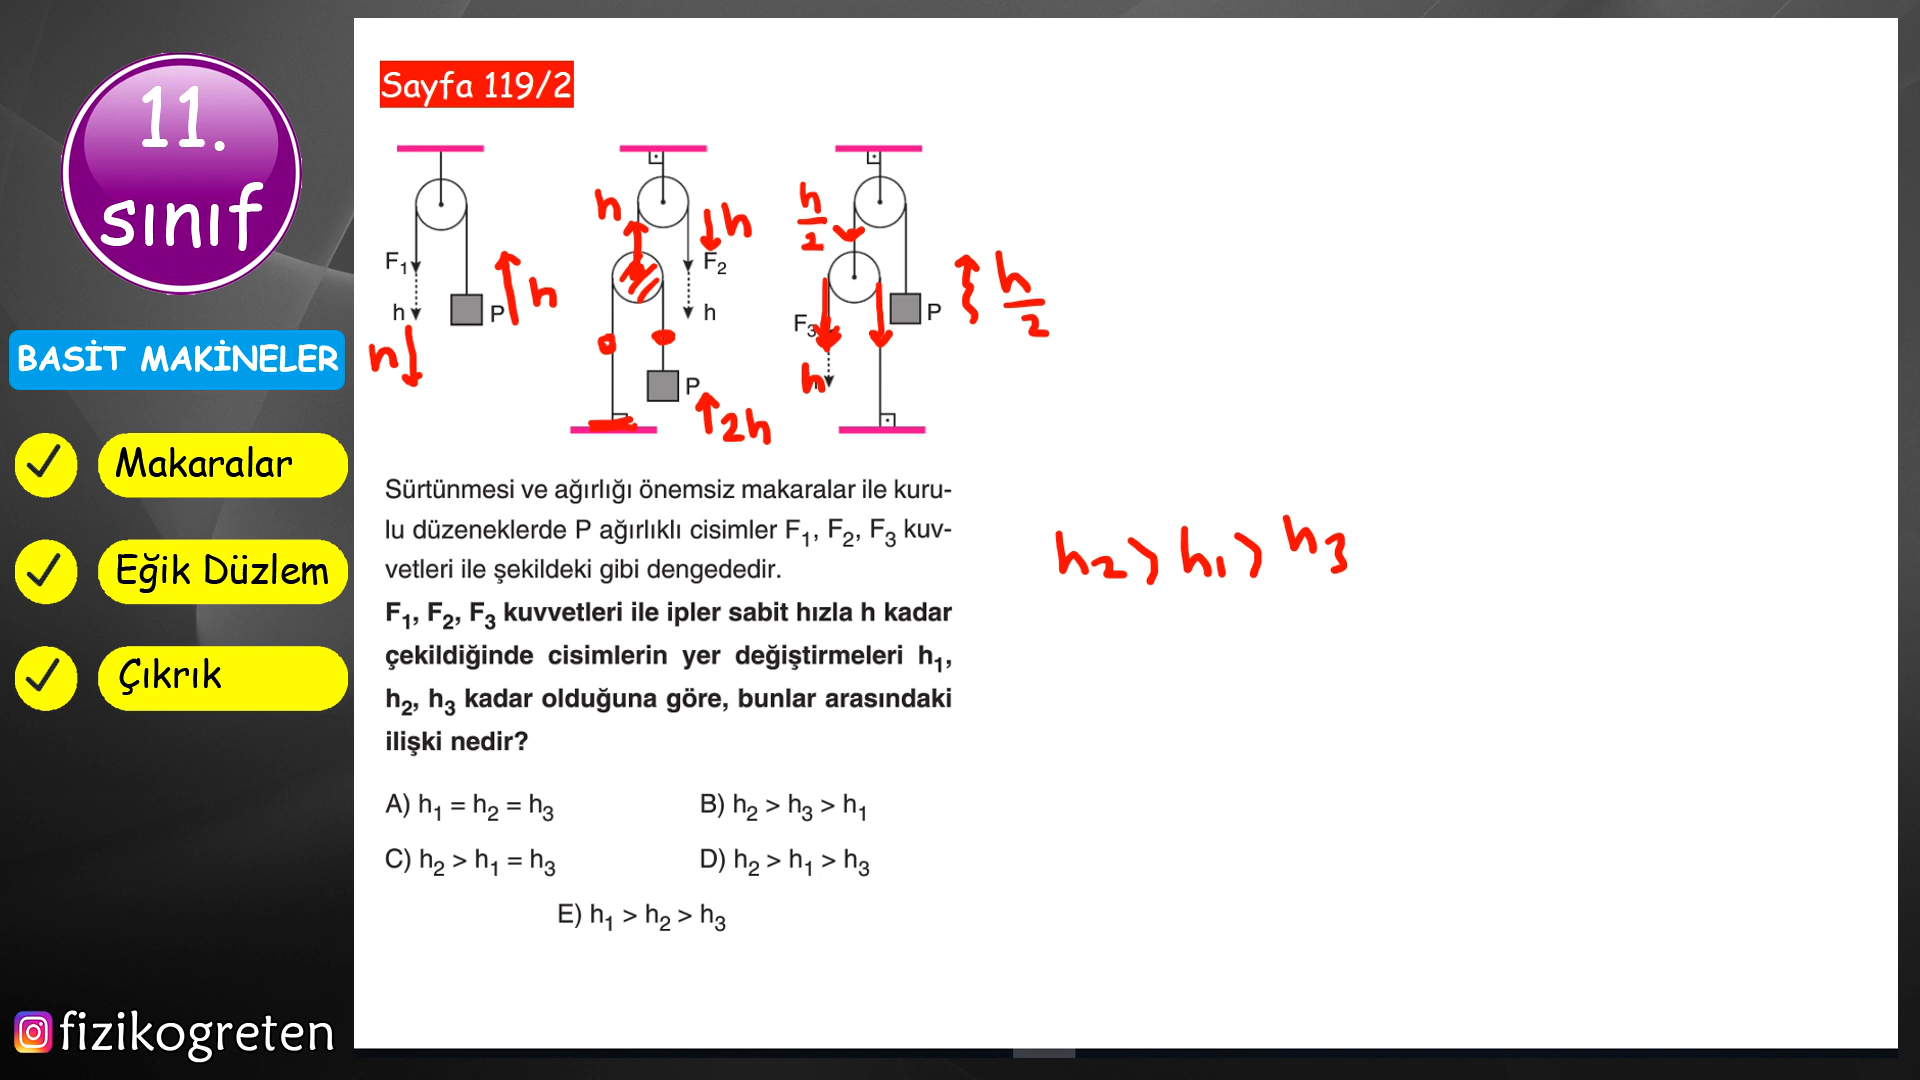 11.
sınıf
BASİT MAKİNELER
Makaralar
Eğik Düzlem
Çıkrık
fizikogreten
Sayfa 119/2
F₁
h
P
h
h
h
h
F₂
h
P
2h
h/2
F₃
h
P
h/2
Sürtünmesi ve ağırlığı önemsiz makaralar ile kuru-
lu düzeneklerde P ağırlıklı cisimler F₁, F₂, F₃ kuv-
vetleri ile şekildeki gibi dengededir.
F₁, F₂, F₃ kuvvetleri ile ipler sabit hızla h kadar
çekildiğinde cisimlerin yer değiştirmeleri h₁,
h₂, h₃ kadar olduğuna göre, bunlar arasındaki
ilişki nedir?
A) h₁ = h₂ = h₃
B) h₂ > h₃ > h₁
C) h₂ > h₁ = h₃
D) h₂ > h₁ > h₃
E) h₁ > h₂ > h₃
h₂ > h₁ > h₃